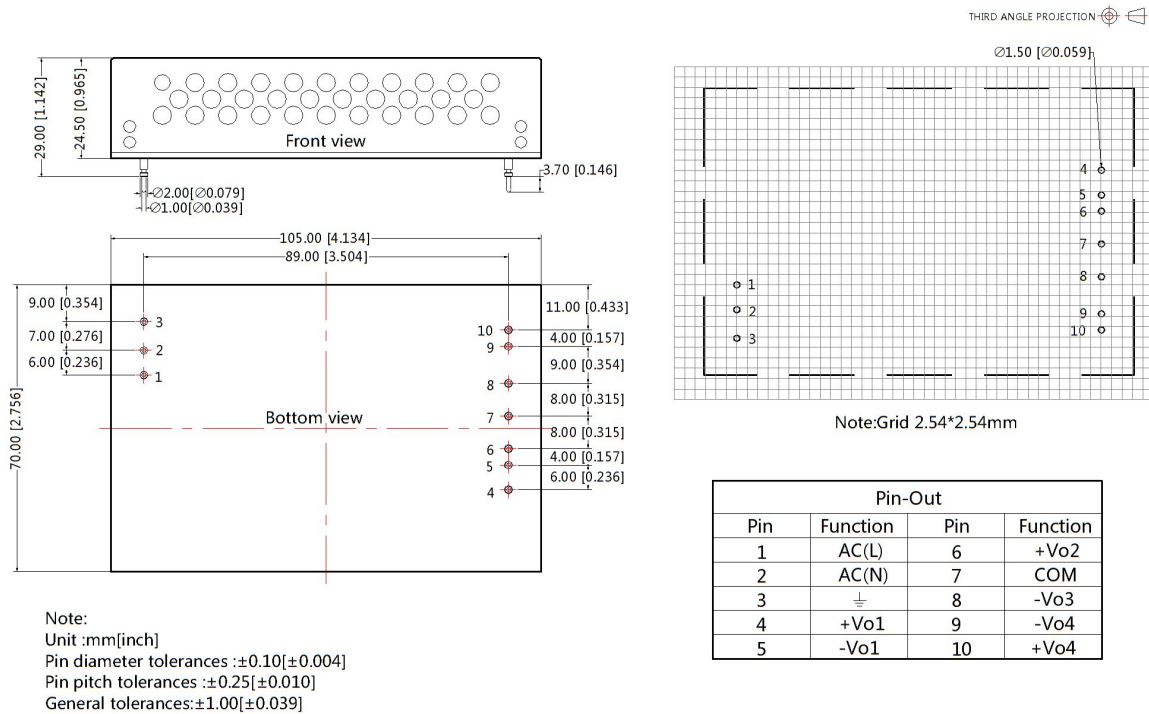 THIRD ANGLE PROJECTION
∅1.50 [∅0.059]
29.00 [1.142]
24.50 [0.965]
Front view
3.70 [0.146]
∅2.00[∅0.079]
∅1.00[∅0.039]
105.00 [4.134]
89.00 [3.504]
9.00 [0.354]
7.00 [0.276]
6.00 [0.236]
70.00 [2.756]
3
2
1
Bottom view
10
9
8
7
6
5
4
11.00 [0.433]
4.00 [0.157]
9.00 [0.354]
8.00 [0.315]
8.00 [0.315]
4.00 [0.157]
6.00 [0.236]
4
5
6
7
8
9
10
1
2
3
Note:Grid 2.54*2.54mm
Pin-Out
Pin Function Pin Function
1 AC(L) 6 +Vo2
2 AC(N) 7 COM
3 ⏚ 8 -Vo3
4 +Vo1 9 -Vo4
5 -Vo1 10 +Vo4
Note:
Unit :mm[inch]
Pin diameter tolerances :±0.10[±0.004]
Pin pitch tolerances :±0.25[±0.010]
General tolerances:±1.00[±0.039]